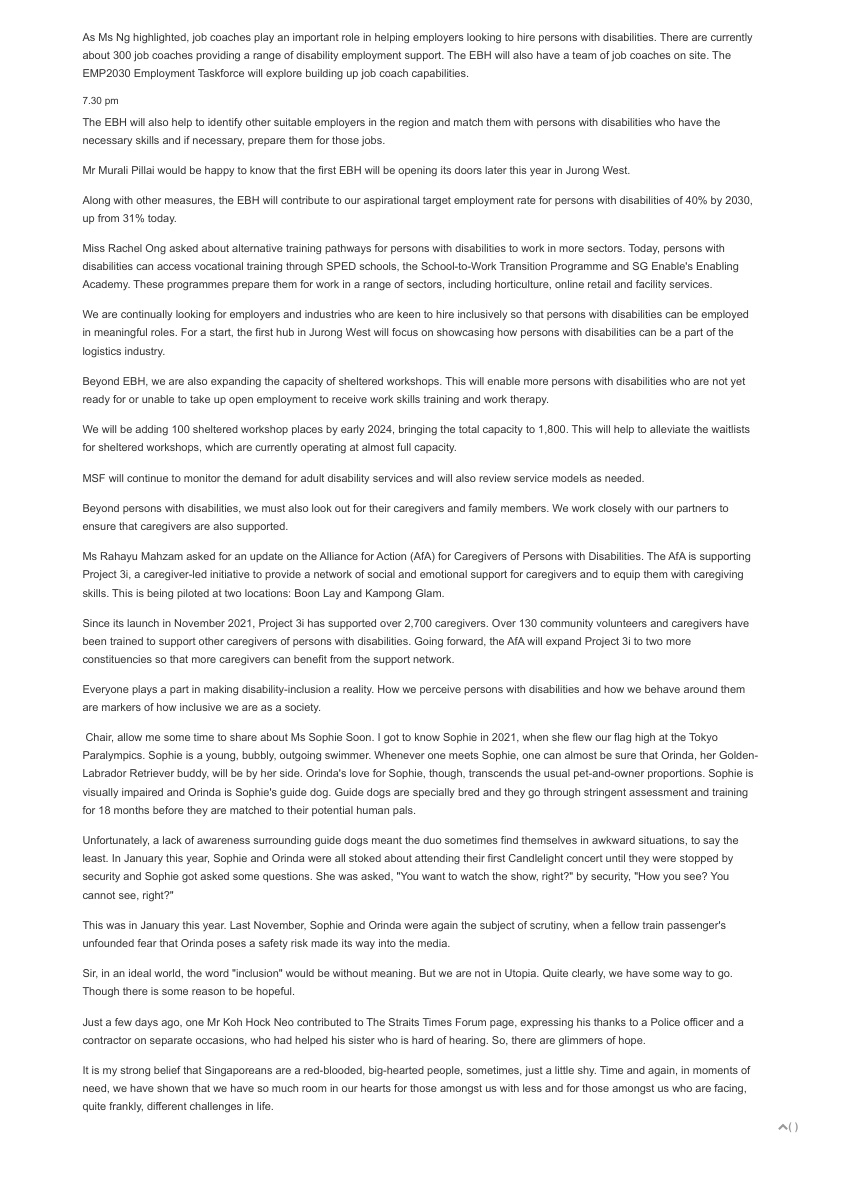 As Ms Ng highlighted, job coaches play an important role in helping employers looking to hire persons with disabilities. There are currently
about 300 job coaches providing a range of disability employment support. The EBH will also have a team of job coaches on site. The
EMP2030 Employment Taskforce will explore building up job coach capabilities.
7.30 pm
The EBH will also help to identify other suitable employers in the region and match them with persons with disabilities who have the
necessary skills and if necessary, prepare them for those jobs.
Mr Murali Pillai would be happy to know that the first EBH will be opening its doors later this year in Jurong West.
Along with other measures, the EBH will contribute to our aspirational target employment rate for persons with disabilities of 40% by 2030,
up from 31% today.
Miss Rachel Ong asked about alternative training pathways for persons with disabilities to work in more sectors. Today, persons with
disabilities can access vocational training through SPED schools, the School-to-Work Transition Programme and SG Enable's Enabling
Academy. These programmes prepare them for work in a range of sectors, including horticulture, online retail and facility services.
We are continually looking for employers and industries who are keen to hire inclusively so that persons with disabilities can be employed
in meaningful roles. For a start, the first hub in Jurong West will focus on showcasing how persons with disabilities can be a part of the
logistics industry.
Beyond EBH, we are also expanding the capacity of sheltered workshops. This will enable more persons with disabilities who are not yet
ready for or unable to take up open employment to receive work skills training and work therapy.
We will be adding 100 sheltered workshop places by early 2024, bringing the total capacity to 1,800. This will help to alleviate the waitlists
for sheltered workshops, which are currently operating at almost full capacity.
MSF will continue to monitor the demand for adult disability services and will also review service models as needed.
Beyond persons with disabilities, we must also look out for their caregivers and family members. We work closely with our partners to
ensure that caregivers are also supported.
Ms Rahayu Mahzam asked for an update on the Alliance for Action (AfA) for Caregivers of Persons with Disabilities. The AfA is supporting
Project 3i, a caregiver-led initiative to provide a network of social and emotional support for caregivers and to equip them with caregiving
skills. This is being piloted at two locations: Boon Lay and Kampong Glam.
Since its launch in November 2021, Project 3i has supported over 2,700 caregivers. Over 130 community volunteers and caregivers have
been trained to support other caregivers of persons with disabilities. Going forward, the AfA will expand Project 3i to two more
constituencies so that more caregivers can benefit from the support network.
Everyone plays a part in making disability-inclusion a reality. How we perceive persons with disabilities and how we behave around them
are markers of how inclusive we are as a society.
Chair, allow me some time to share about Ms Sophie Soon. I got to know Sophie in 2021, when she flew our flag high at the Tokyo
Paralympics. Sophie is a young, bubbly, outgoing swimmer. Whenever one meets Sophie, one can almost be sure that Orinda, her Golden-
Labrador Retriever buddy, will be by her side. Orinda's love for Sophie, though, transcends the usual pet-and-owner proportions. Sophie is
visually impaired and Orinda is Sophie's guide dog. Guide dogs are specially bred and they go through stringent assessment and training
for 18 months before they are matched to their potential human pals.
Unfortunately, a lack of awareness surrounding guide dogs meant the duo sometimes find themselves in awkward situations, to say the
least. In January this year, Sophie and Orinda were all stoked about attending their first Candlelight concert until they were stopped by
security and Sophie got asked some questions. She was asked, "You want to watch the show, right?" by security, "How you see? You
cannot see, right?"
This was in January this year. Last November, Sophie and Orinda were again the subject of scrutiny, when a fellow train passenger's
unfounded fear that Orinda poses a safety risk made its way into the media.
Sir, in an ideal world, the word "inclusion" would be without meaning. But we are not in Utopia. Quite clearly, we have some way to go.
Though there is some reason to be hopeful.
Just a few days ago, one Mr Koh Hock Neo contributed to The Straits Times Forum page, expressing his thanks to a Police officer and a
contractor on separate occasions, who had helped his sister who is hard of hearing. So, there are glimmers of hope.
It is my strong belief that Singaporeans are a red-blooded, big-hearted people, sometimes, just a little shy. Time and again, in moments of
need, we have shown that we have so much room in our hearts for those amongst us with less and for those amongst us who are facing,
quite frankly, different challenges in life.
( )